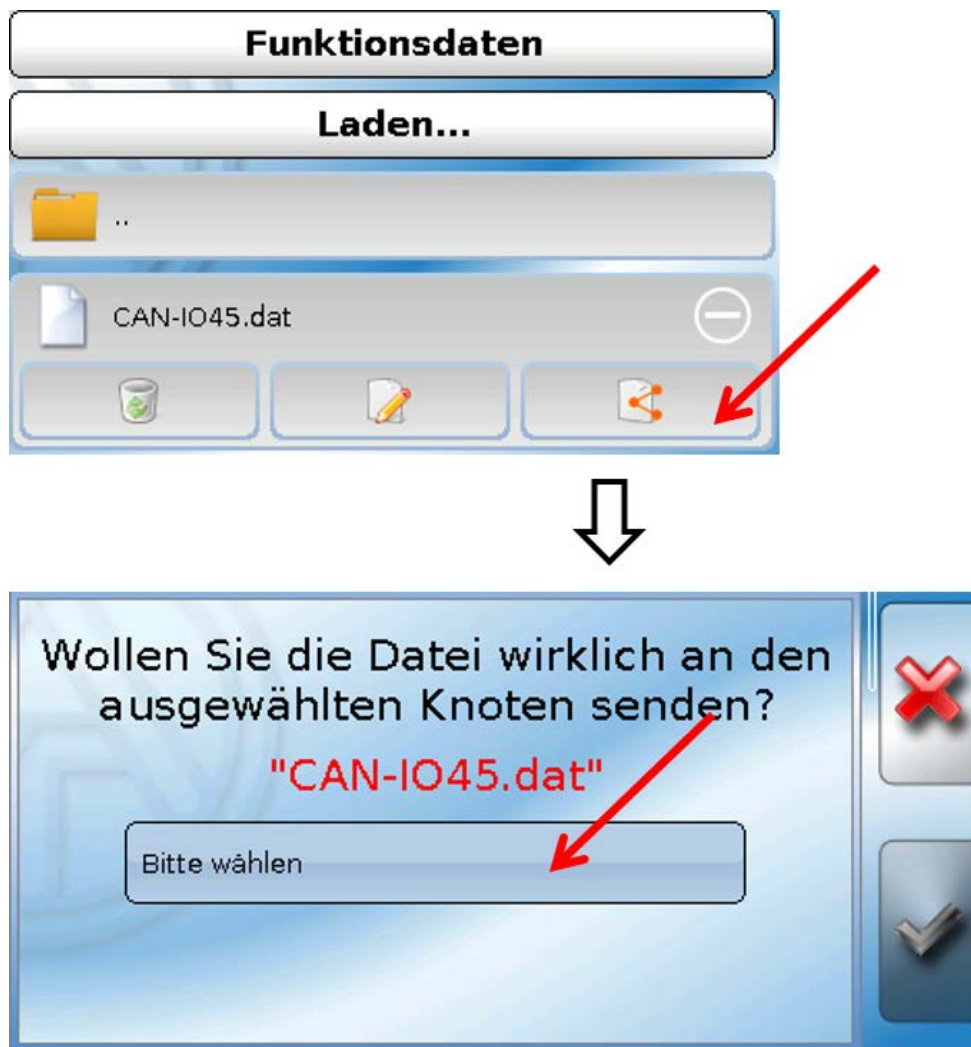 Funktionsdaten
Laden...
..
CAN-IO45.dat
Wollen Sie die Datei wirklich an den
ausgewählten Knoten senden?
"CAN-IO45.dat"
Bitte wählen